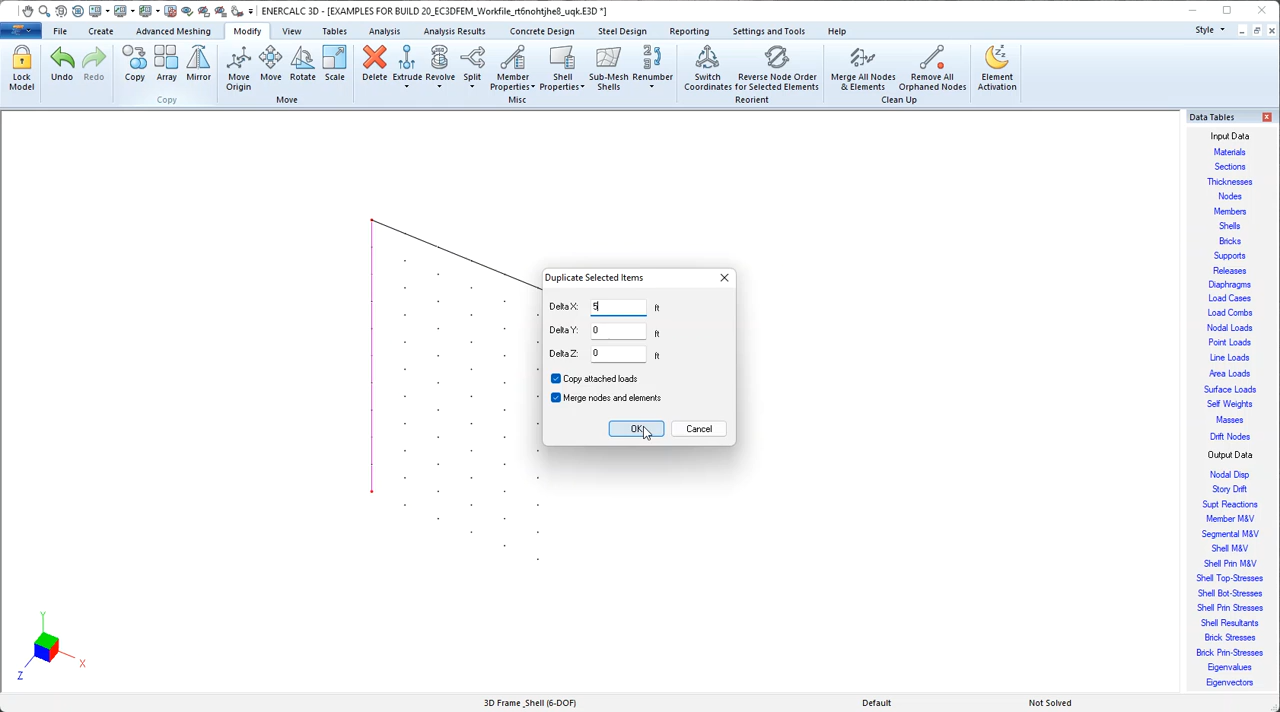 ENERCALC 3D - [EXAMPLES FOR BUILD 20_EC3DFEM_Workfile_rt6nohtjhe8_uqk.E3D *]
File Create Advanced Meshing Modify View Tables Analysis Analysis Results Concrete Design Steel Design Reporting Settings and Tools Help Style
Lock Model
Undo
Redo
Copy
Array
Mirror
Move Origin
Move
Rotate
Scale
Delete
Extrude
Revolve
Split
Member Properties
Shell Properties
Sub-Mesh Shells
Renumber
Switch Coordinates
Reverse Node Order for Selected Elements
Merge All Nodes & Elements
Remove All Orphaned Nodes
Element Activation
Copy Move Misc Reorient Clean Up
Duplicate Selected Items
Delta X: 5 ft
Delta Y: 0 ft
Delta Z: 0 ft
Copy attached loads
Merge nodes and elements
OK Cancel
Y
X
Z
Data Tables
Input Data
Materials
Sections
Thicknesses
Nodes
Members
Shells
Bricks
Supports
Releases
Diaphragms
Load Cases
Load Combs
Nodal Loads
Point Loads
Line Loads
Area Loads
Surface Loads
Self Weights
Masses
Drift Nodes
Output Data
Nodal Disp
Story Drift
Supt Reactions
Member M&V
Segmental M&V
Shell M&V
Shell Prin M&V
Shell Top-Stresses
Shell Bot-Stresses
Shell Prin Stresses
Shell Resultants
Brick Stresses
Brick Prin-Stresses
Eigenvalues
Eigenvectors
3D Frame_Shell (6-DOF) Default Not Solved